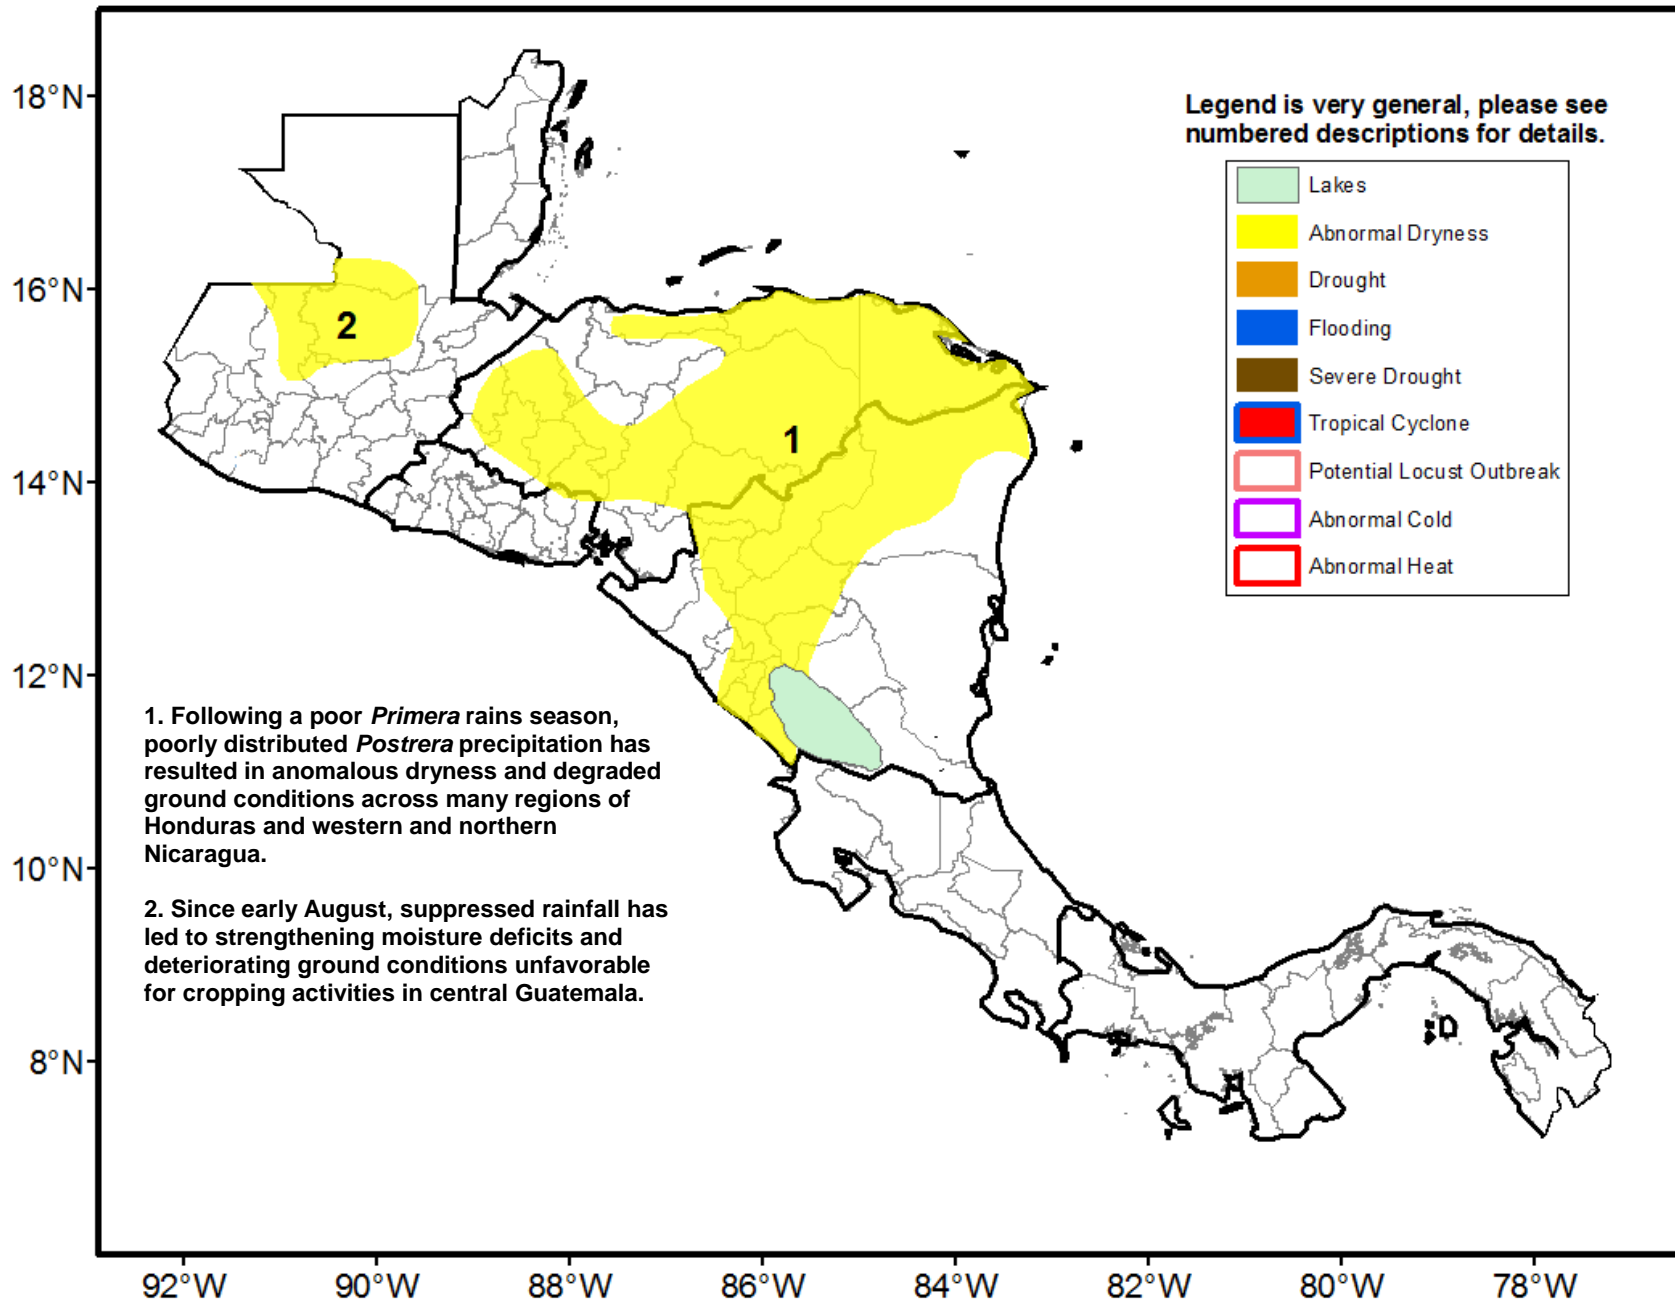 18°N
16°N
14°N
12°N
10°N
8°N
Legend is very general, please see
numbered descriptions for details.
Lakes
Abnormal Dryness
Drought
Flooding
Severe Drought
Tropical Cyclone
Potential Locust Outbreak
Abnormal Cold
Abnormal Heat
2
1
1. Following a poor Primera rains season,
poorly distributed Postrera precipitation has
resulted in anomalous dryness and degraded
ground conditions across many regions of
Honduras and western and northern
Nicaragua.
2. Since early August, suppressed rainfall has
led to strengthening moisture deficits and
deteriorating ground conditions unfavorable
for cropping activities in central Guatemala.
92°W 90°W 88°W 86°W 84°W 82°W 80°W 78°W